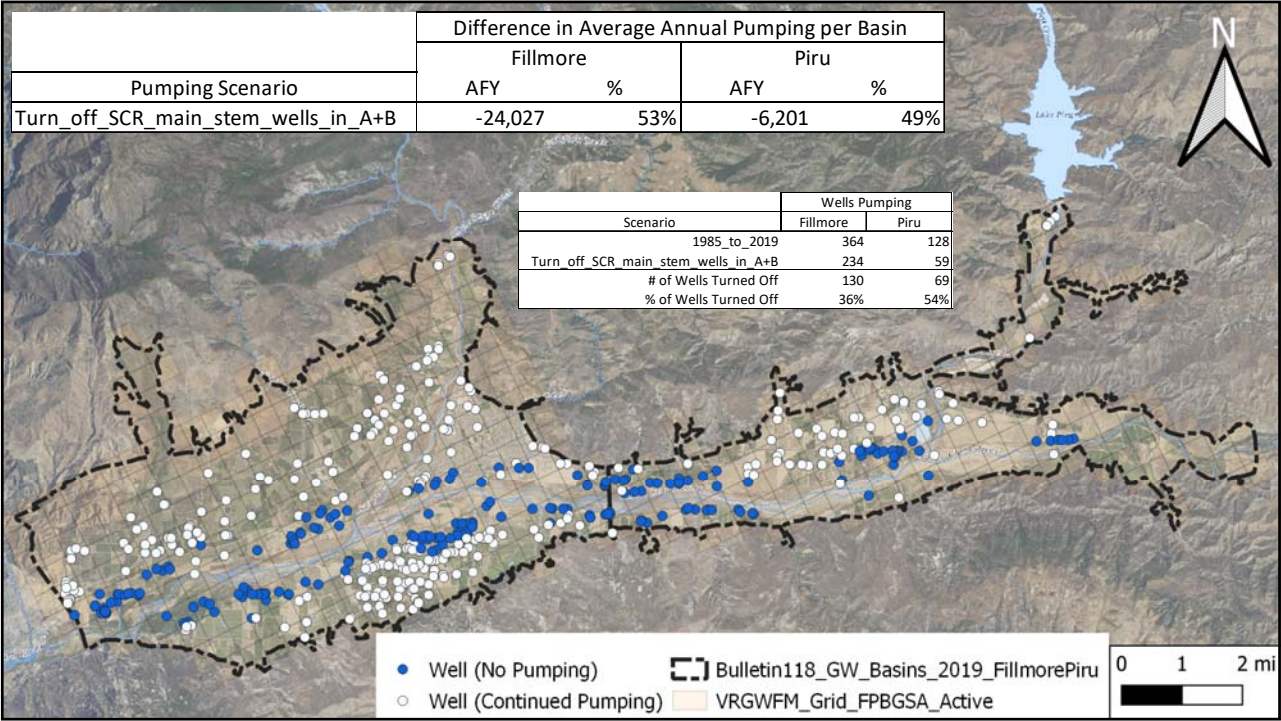 Difference in Average Annual Pumping per Basin
Fillmore Piru
Pumping Scenario AFY % AFY %
Turn_off_SCR_main_stem_wells_in_A+B -24,027 53% -6,201 49%
N
Lake Piru
Wells Pumping
Scenario Fillmore Piru
1985_to_2019 364 128
Turn_off_SCR_main_stem_wells_in_A+B 234 59
# of Wells Turned Off 130 69
% of Wells Turned Off 36% 54%
Well (No Pumping) Bulletin118_GW_Basins_2019_FillmorePiru
Well (Continued Pumping) VRGWFM_Grid_FPBGSA_Active
0 1 2 mi